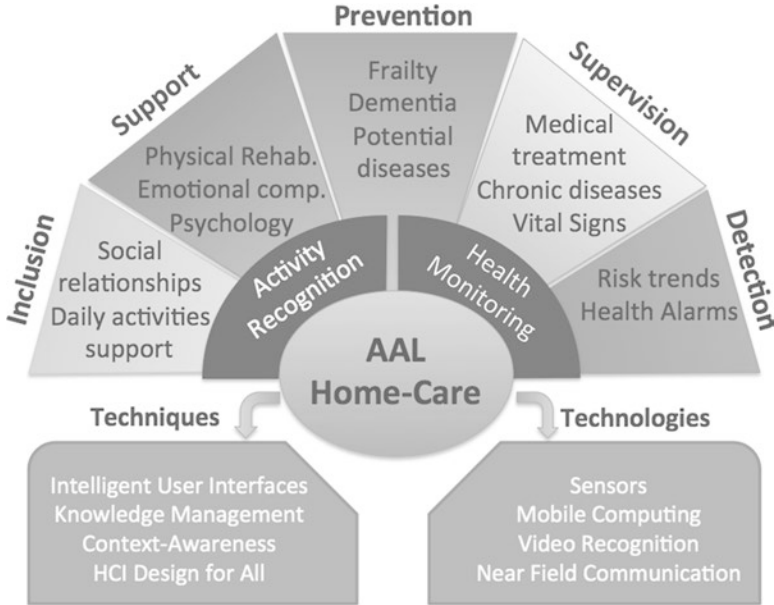 Prevention
Support
Supervision
Frailty
Dementia
Potential
diseases
Physical Rehab.
Emotional comp.
Psychology
Medical
treatment
Chronic diseases
Vital Signs
Inclusion
Detection
Social
relationships
Daily activities
support
Activity
Recognition
Health
Monitoring
Risk trends
Health Alarms
AAL
Home-Care
Techniques
Technologies
Intelligent User Interfaces
Knowledge Management
Context-Awareness
HCI Design for All
Sensors
Mobile Computing
Video Recognition
Near Field Communication